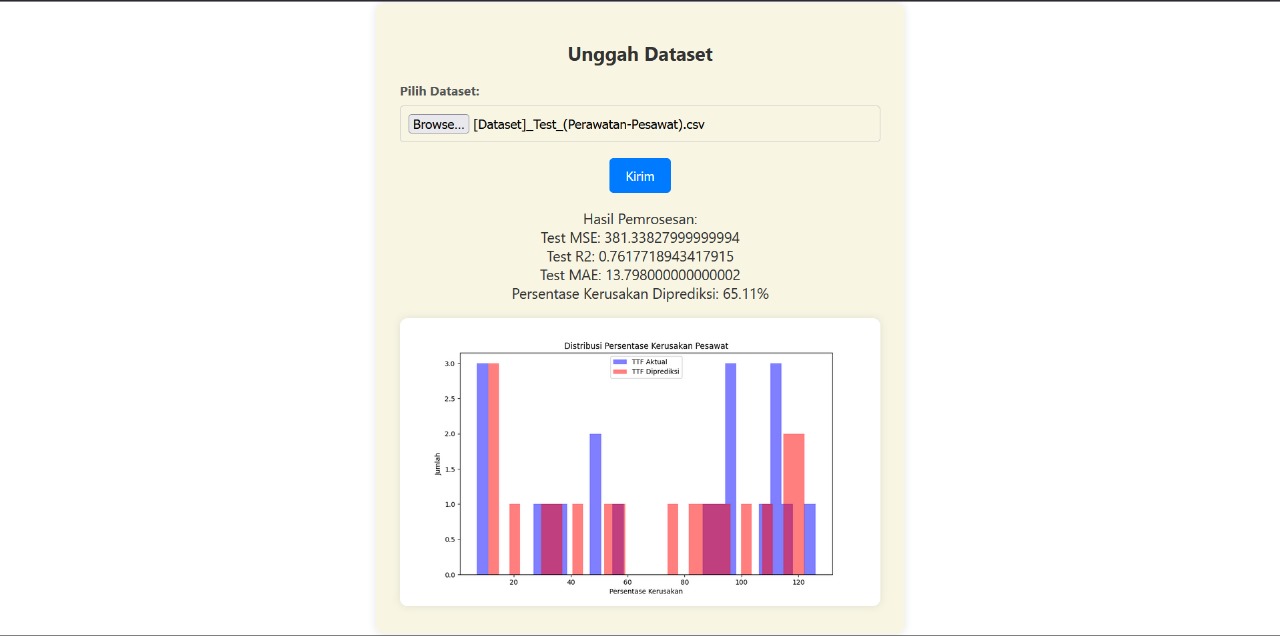 Unggah Dataset
Pilih Dataset:
Browse... [Dataset]_Test_(Perawatan-Pesawat).csv
Kirim
Hasil Pemrosesan:
Test MSE: 381.33827999999994
Test R2: 0.7617718943417915
Test MAE: 13.798000000000002
Persentase Kerusakan Diprediksi: 65.11%
Distribusi Persentase Kerusakan Pesawat
TTF Aktual
TTF Diprediksi
Jumlah
3.0
2.5
2.0
1.5
1.0
0.5
0.0
20 40 60 80 100 120
Persentase Kerusakan